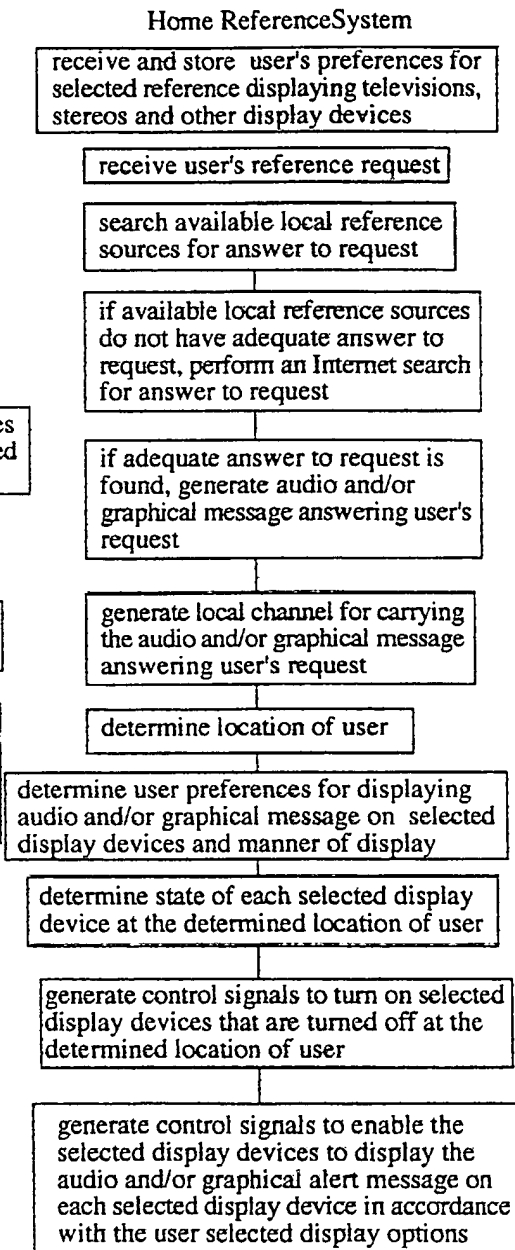 Home ReferenceSystem
receive and store user's preferences for
selected reference displaying televisions,
stereos and other display devices
receive user's reference request
search available local reference
sources for answer to request
if available local reference sources
do not have adequate answer to
request, perform an Internet search
for answer to request
es
ed
if adequate answer to request is
found, generate audio and/or
graphical message answering user's
request
generate local channel for carrying
the audio and/or graphical message
answering user's request
determine location of user
determine user preferences for displaying
audio and/or graphical message on selected
display devices and manner of display
determine state of each selected display
device at the determined location of user
generate control signals to turn on selected
display devices that are turned off at the
determined location of user
generate control signals to enable the
selected display devices to display the
audio and/or graphical alert message on
each selected display device in accordance
with the user selected display options